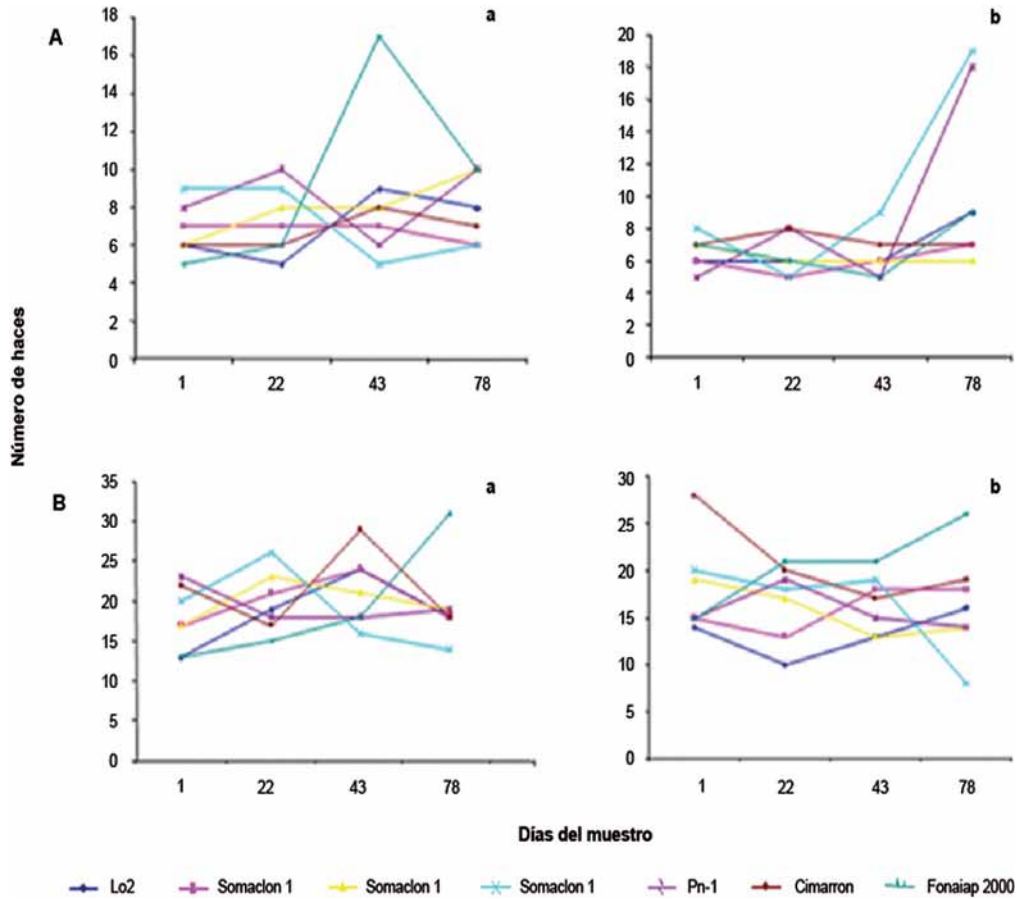 A
a
18
16
14
12
10
8
6
4
2
0
1 22 43 78
b
20
18
16
14
12
10
8
6
4
2
0
1 22 43 78
Número de haces
B
a
35
30
25
20
15
10
5
0
1 22 43 78
b
30
25
20
15
10
5
0
1 22 43 78
Días del muestro
Lo2 Somaclon 1 Somaclon 1 Somaclon 1 Pn-1 Cimarron Fonaiap 2000